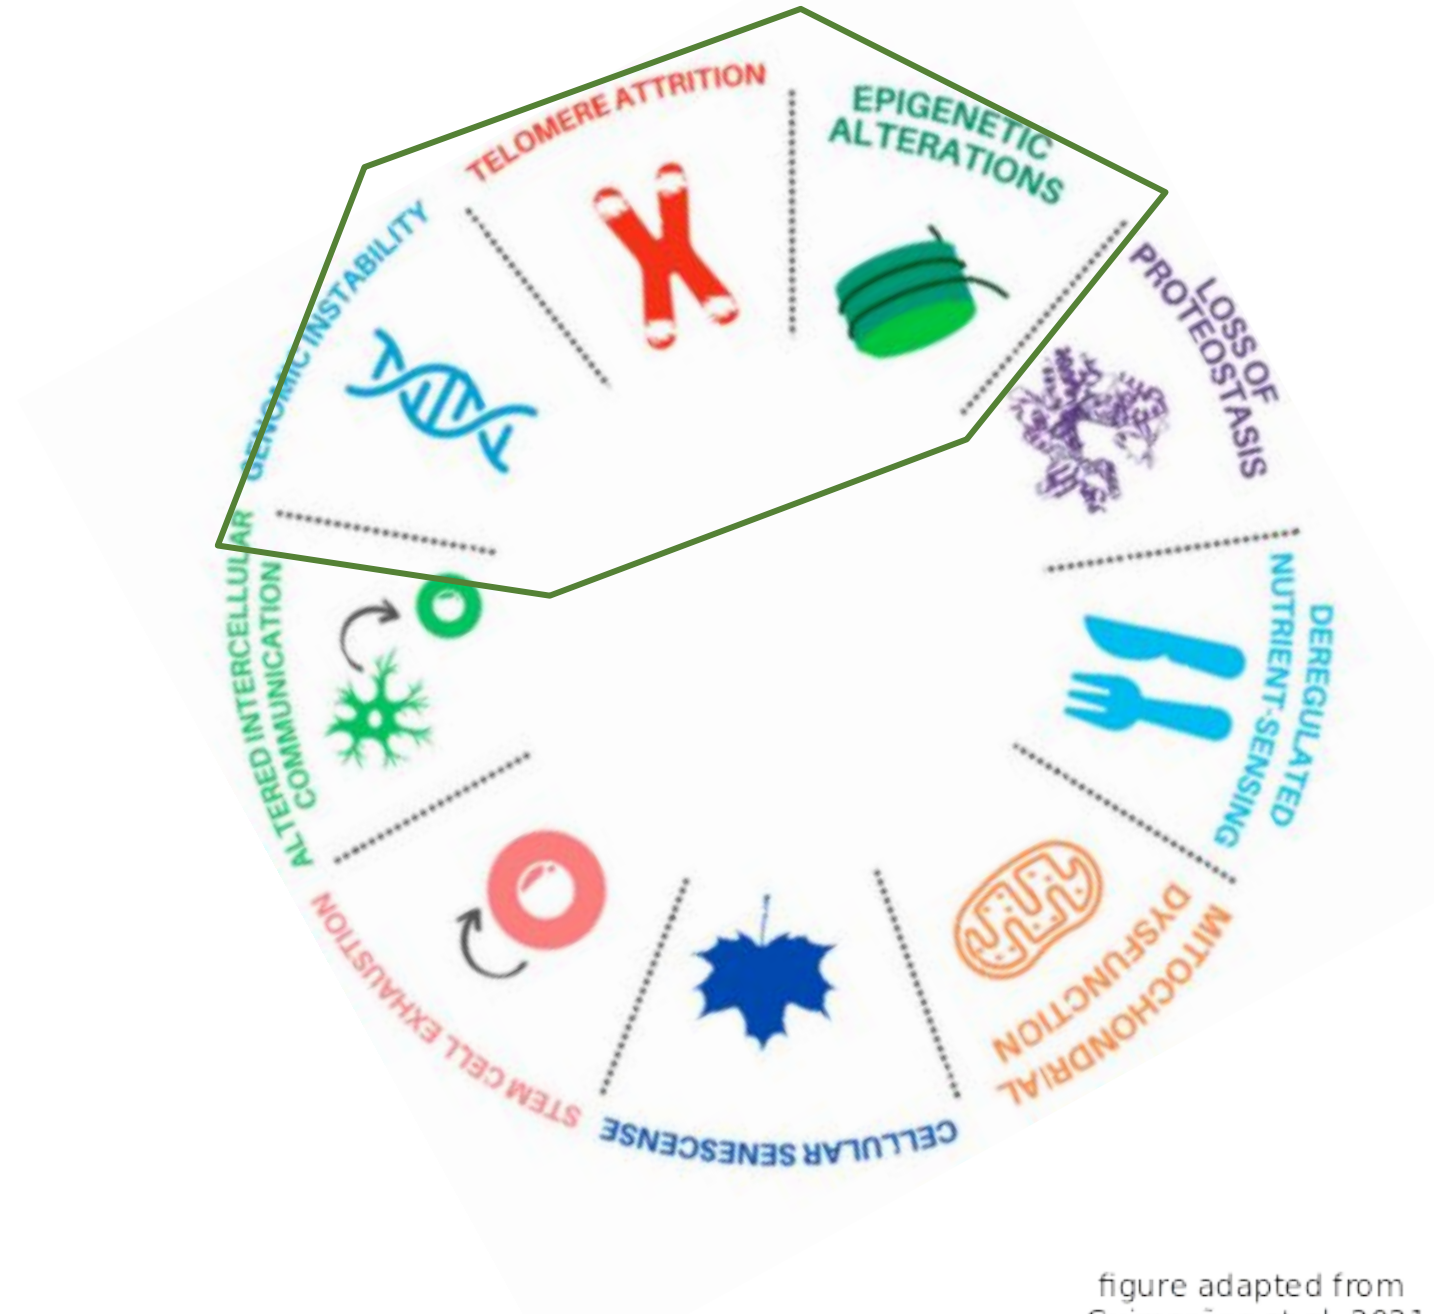 TELOMERE ATTRITION
EPIGENETIC
ALTERATIONS
LOSS OF
PROTEOSTASIS
DEREGULATED
NUTRIENT-SENSING
MITOCHONDRIAL
DYSFUNCTION
CELLULAR SENESCENSE
STEM CELL EXHAUSTION
ALTERED INTERCELLULAR
COMMUNICATION
GENOMIC INSTABILITY
figure adapted from